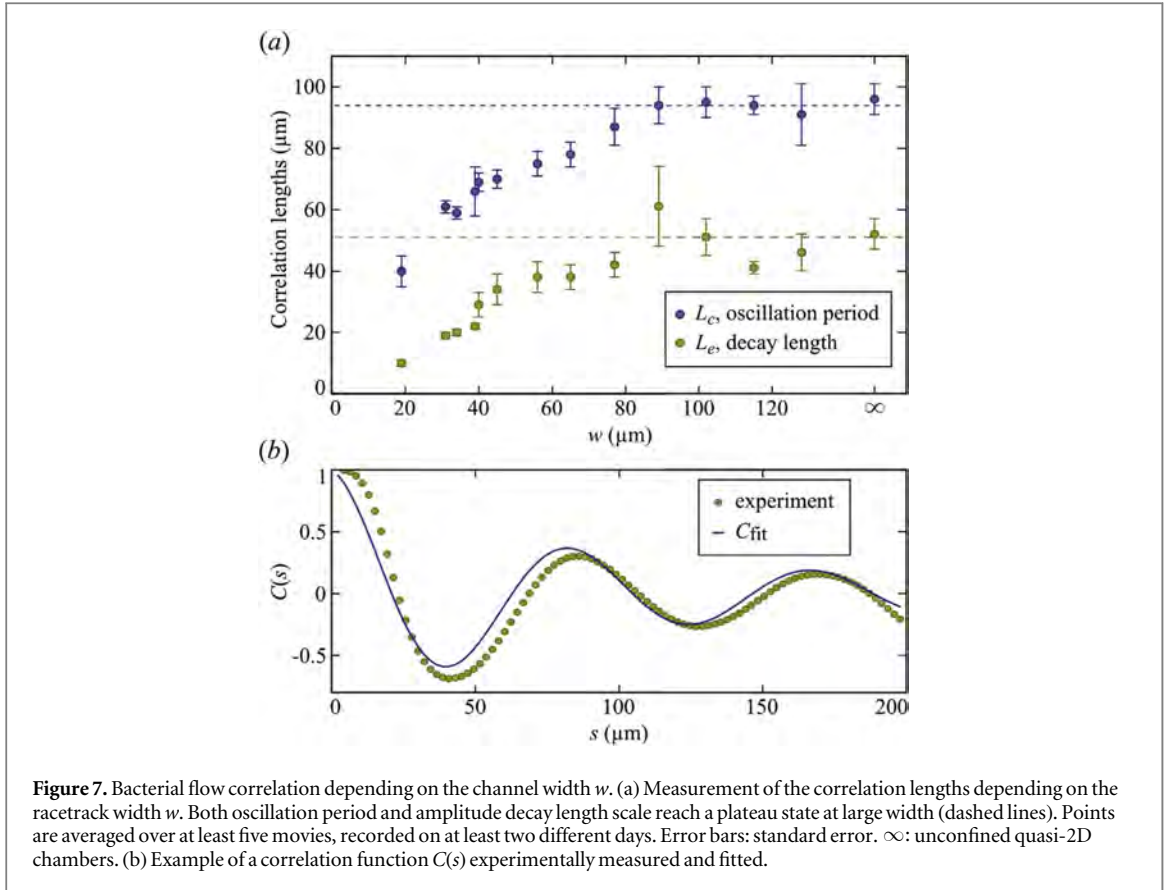 (a)
100
80
60
40
20
0
Correlation lengths (μm)
Lc, oscillation period
Le, decay length
0 20 40 60 80 100 120 ∞
w (μm)
(b)
1
0.5
0
-0.5
C(s)
experiment
Cfit
0 50 100 150 200
s (μm)
Figure 7. Bacterial flow correlation depending on the channel width w. (a) Measurement of the correlation lengths depending on the
racetrack width w. Both oscillation period and amplitude decay length scale reach a plateau state at large width (dashed lines). Points
are averaged over at least five movies, recorded on at least two different days. Error bars: standard error. ∞: unconfined quasi-2D
chambers. (b) Example of a correlation function C(s) experimentally measured and fitted.